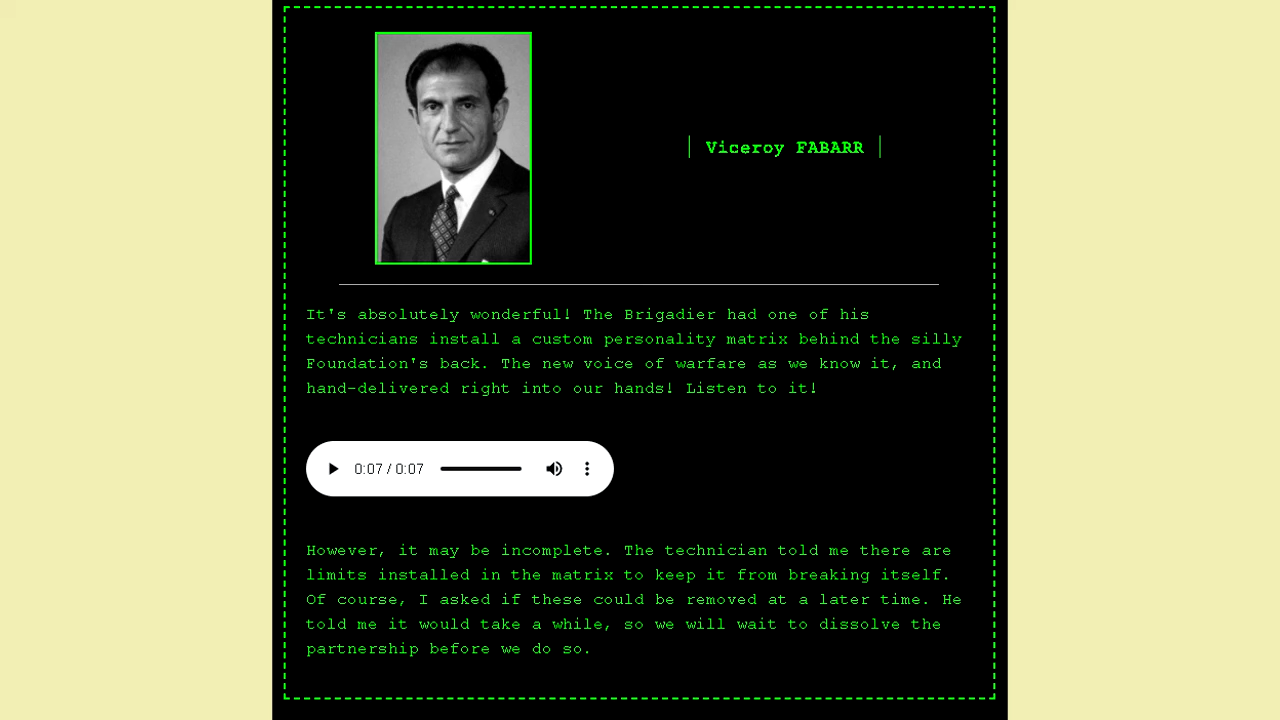 | Viceroy FABARR |
It's absolutely wonderful! The Brigadier had one of his
technicians install a custom personality matrix behind the silly
Foundation's back. The new voice of warfare as we know it, and
hand-delivered right into our hands! Listen to it!
0:07 / 0:07
However, it may be incomplete. The technician told me there are
limits installed in the matrix to keep it from breaking itself.
Of course, I asked if these could be removed at a later time. He
told me it would take a while, so we will wait to dissolve the
partnership before we do so.